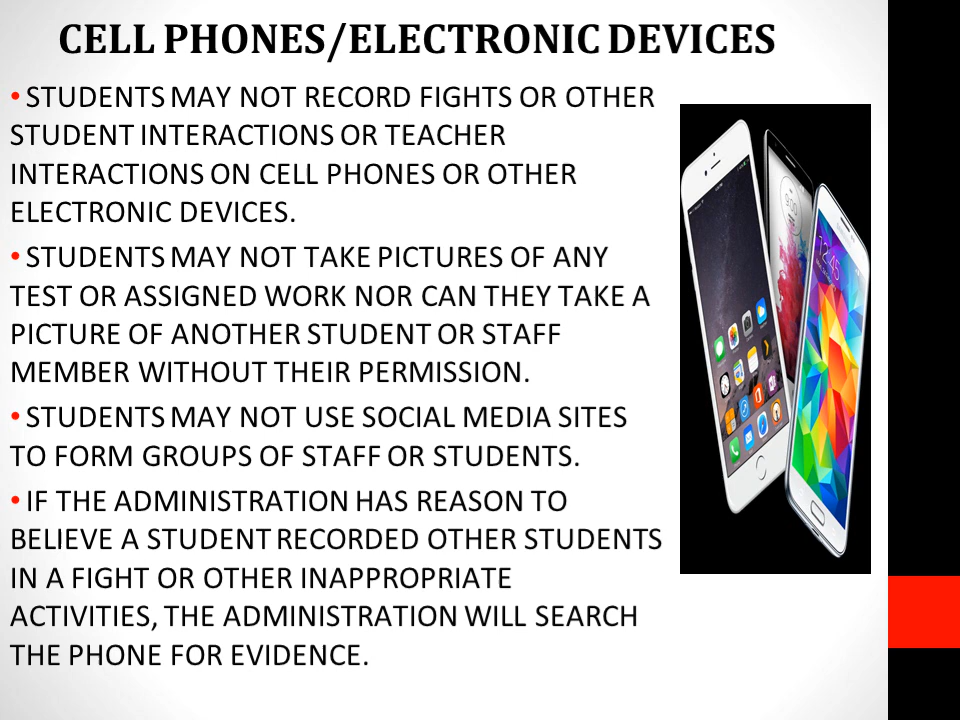 CELL PHONES/ELECTRONIC DEVICES
• STUDENTS MAY NOT RECORD FIGHTS OR OTHER
STUDENT INTERACTIONS OR TEACHER
INTERACTIONS ON CELL PHONES OR OTHER
ELECTRONIC DEVICES.
• STUDENTS MAY NOT TAKE PICTURES OF ANY
TEST OR ASSIGNED WORK NOR CAN THEY TAKE A
PICTURE OF ANOTHER STUDENT OR STAFF
MEMBER WITHOUT THEIR PERMISSION.
• STUDENTS MAY NOT USE SOCIAL MEDIA SITES
TO FORM GROUPS OF STAFF OR STUDENTS.
• IF THE ADMINISTRATION HAS REASON TO
BELIEVE A STUDENT RECORDED OTHER STUDENTS
IN A FIGHT OR OTHER INAPPROPRIATE
ACTIVITIES, THE ADMINISTRATION WILL SEARCH
THE PHONE FOR EVIDENCE.
12:45